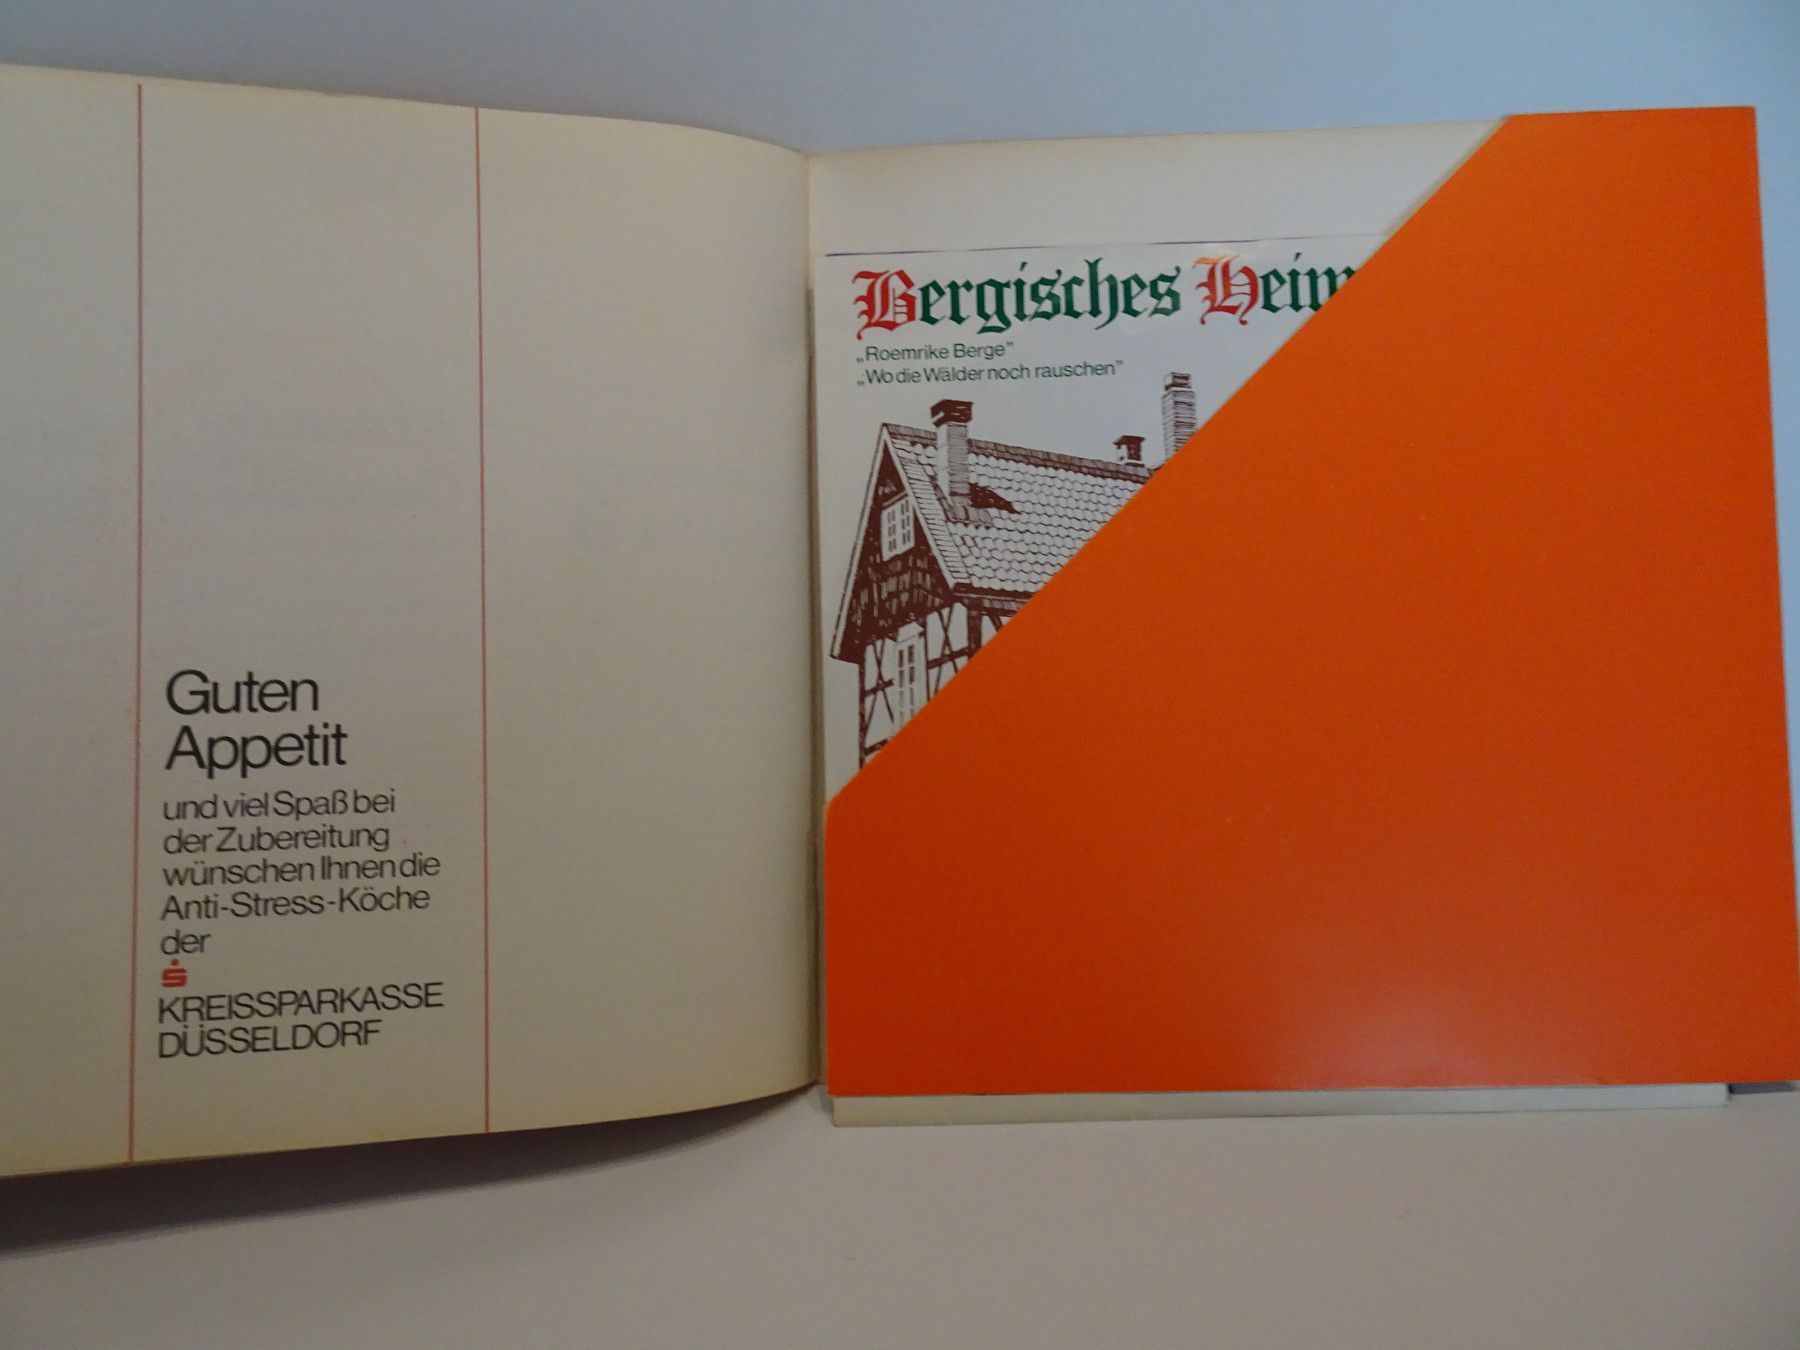 Guten
Appetit
und viel Spaß bei
der Zubereitung
wünschen Ihnen die
Anti-Stress-Köche
der
KREISSPARKASSE
DÜSSELDORF
Bergisches Heim
„Roemrike Berge”
„Wo die Wälder noch rauschen”